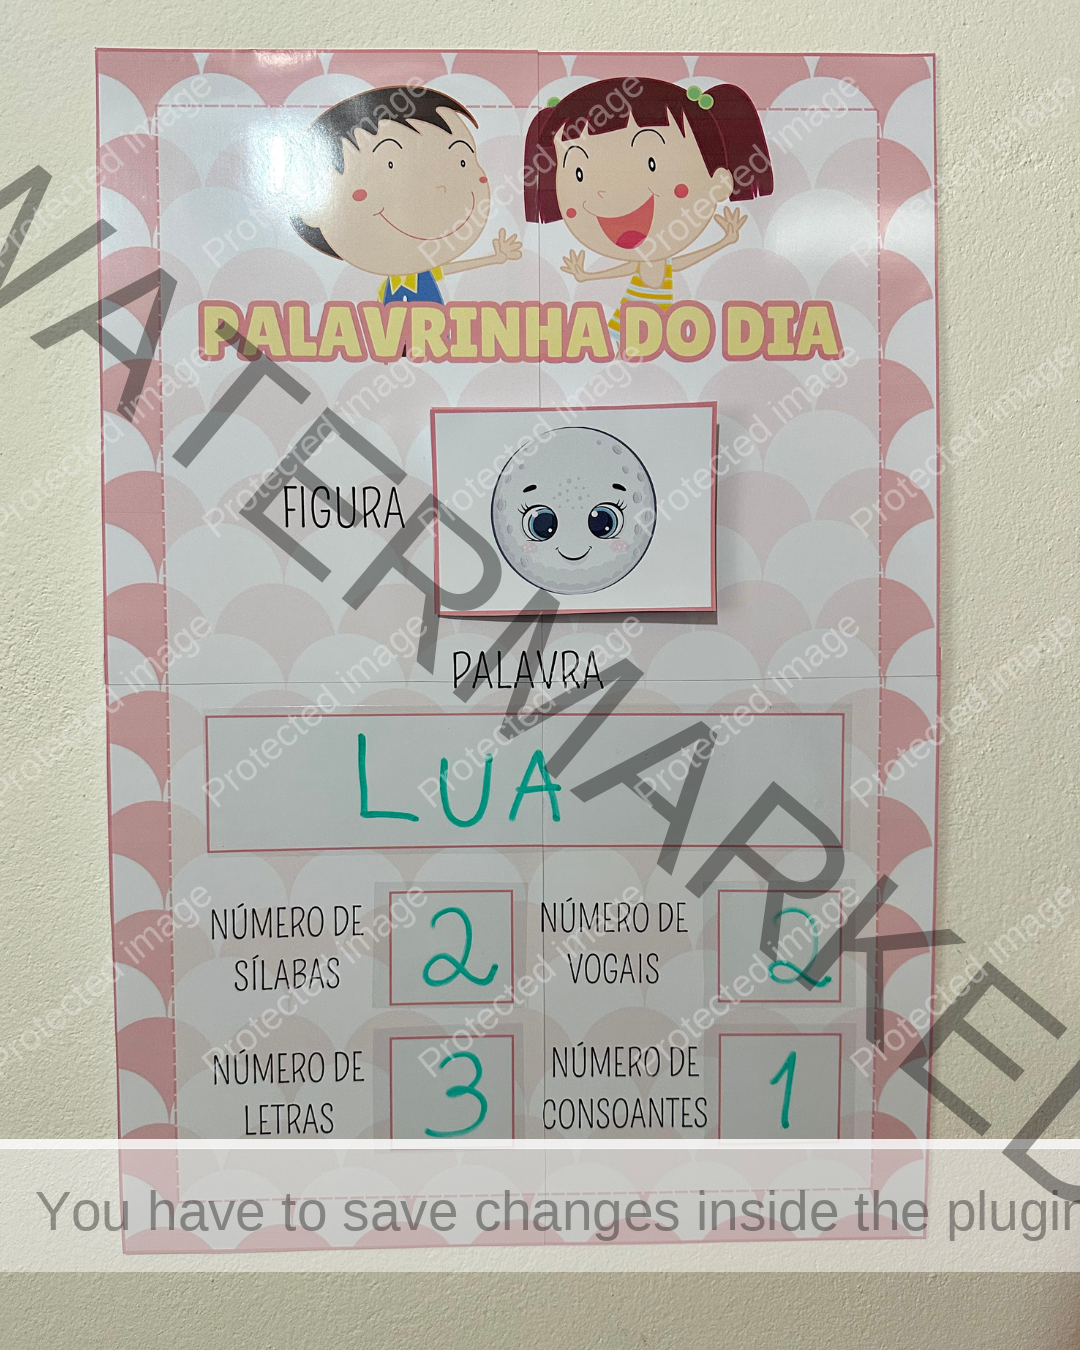 PALAVRINHA DO DIA
FIGURA
PALAVRA
LUA
NÚMERO DE SÍLABAS
2
NÚMERO DE VOGAIS
2
NÚMERO DE LETRAS
3
NÚMERO DE CONSOANTES
1
WATERMARKED
Protected image
You have to save changes inside the plugin